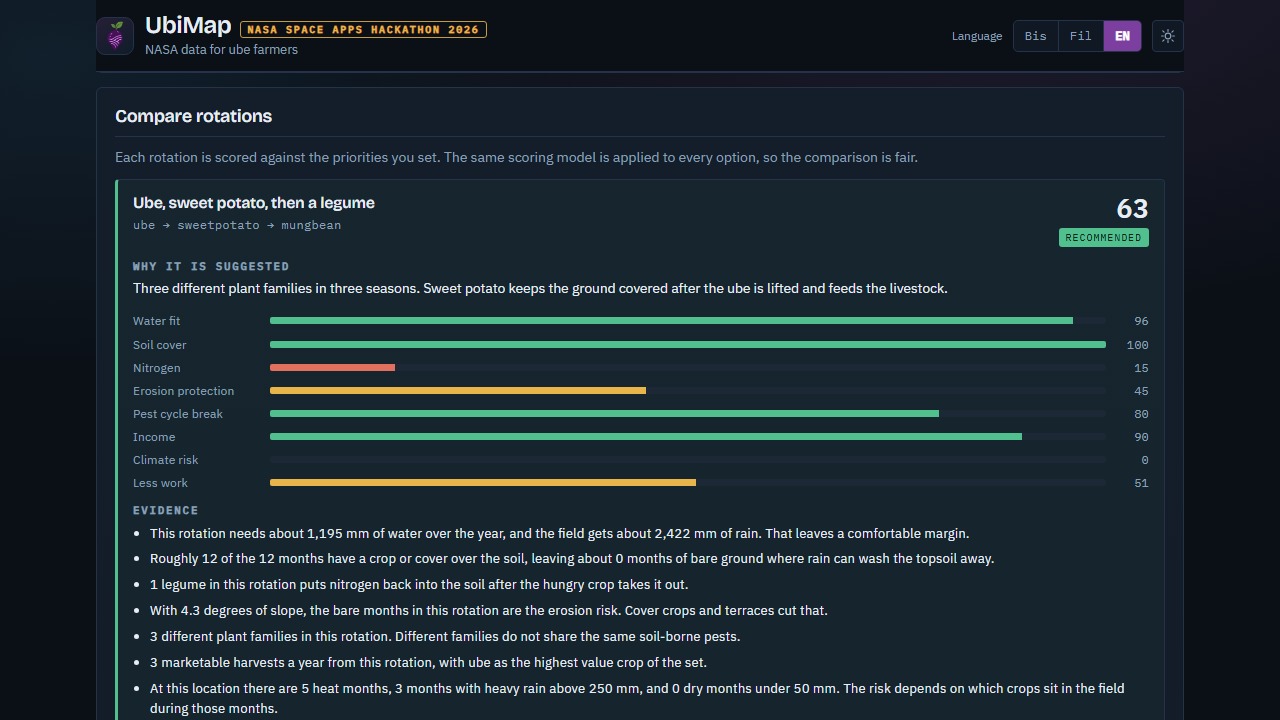 UbiMap NASA SPACE APPS HACKATHON 2026
NASA data for ube farmers
Language Bis Fil EN
Compare rotations
Each rotation is scored against the priorities you set. The same scoring model is applied to every option, so the comparison is fair.
Ube, sweet potato, then a legume 63
ube → sweetpotato → mungbean
RECOMMENDED
WHY IT IS SUGGESTED
Three different plant families in three seasons. Sweet potato keeps the ground covered after the ube is lifted and feeds the livestock.
Water fit 96
Soil cover 100
Nitrogen 15
Erosion protection 45
Pest cycle break 80
Income 90
Climate risk 0
Less work 51
EVIDENCE
• This rotation needs about 1,195 mm of water over the year, and the field gets about 2,422 mm of rain. That leaves a comfortable margin.
• Roughly 12 of the 12 months have a crop or cover over the soil, leaving about 0 months of bare ground where rain can wash the topsoil away.
• 1 legume in this rotation puts nitrogen back into the soil after the hungry crop takes it out.
• With 4.3 degrees of slope, the bare months in this rotation are the erosion risk. Cover crops and terraces cut that.
• 3 different plant families in this rotation. Different families do not share the same soil-borne pests.
• 3 marketable harvests a year from this rotation, with ube as the highest value crop of the set.
• At this location there are 5 heat months, 3 months with heavy rain above 250 mm, and 0 dry months under 50 mm. The risk depends on which crops sit in the field
during those months.